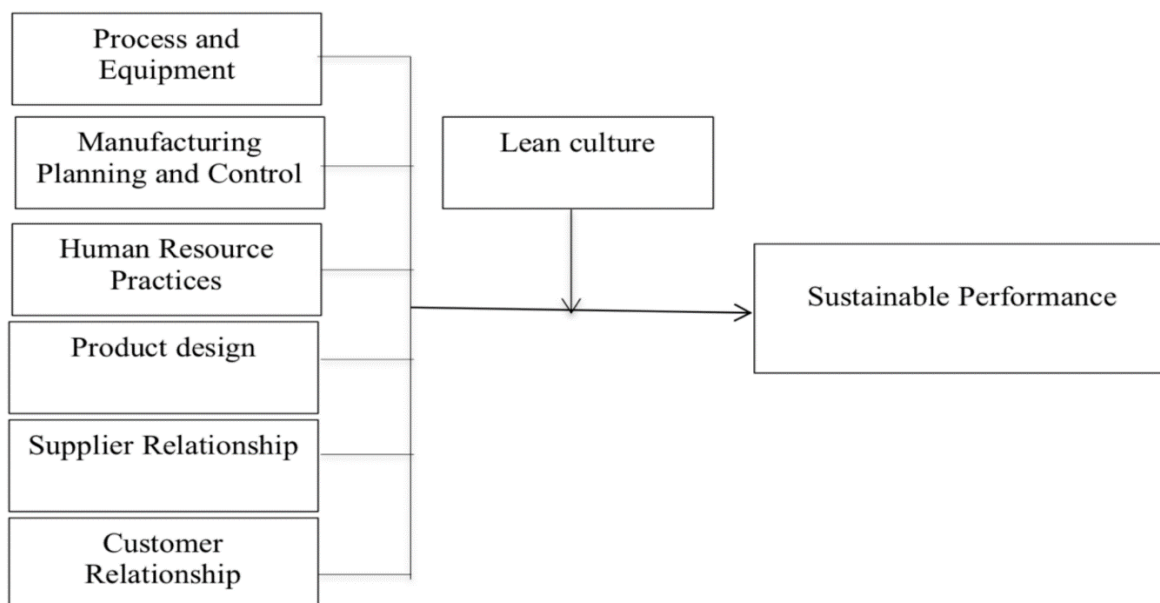 Process and
Equipment
Manufacturing
Planning and Control
Human Resource
Practices
Product design
Supplier Relationship
Customer
Relationship
Lean culture
Sustainable Performance